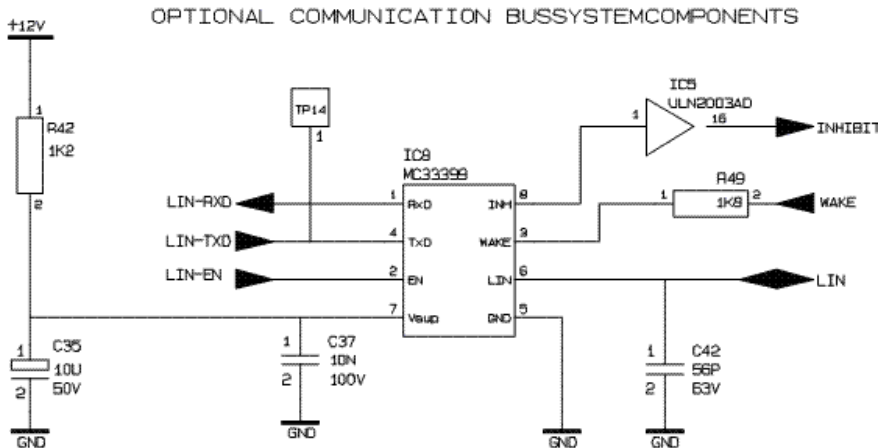 OPTIONAL COMMUNICATION BUSSYSTEMCOMPONENTS
+12V
1
R42
1K2
2
TP14
1
IC5
ULN2003AD
1
16
INHIBIT
IC8
MC33399
LIN-RXD
1
RxD
INH
8
R49
1
1K8
2
WAKE
LIN-TXD
4
TxD
WAKE
3
LIN-EN
2
EN
LIN
6
LIN
7
Vsup
GND
5
1
C35
10U
2
50V
GND
1
C37
10N
2
100V
GND
GND
1
C42
56P
2
63V
GND